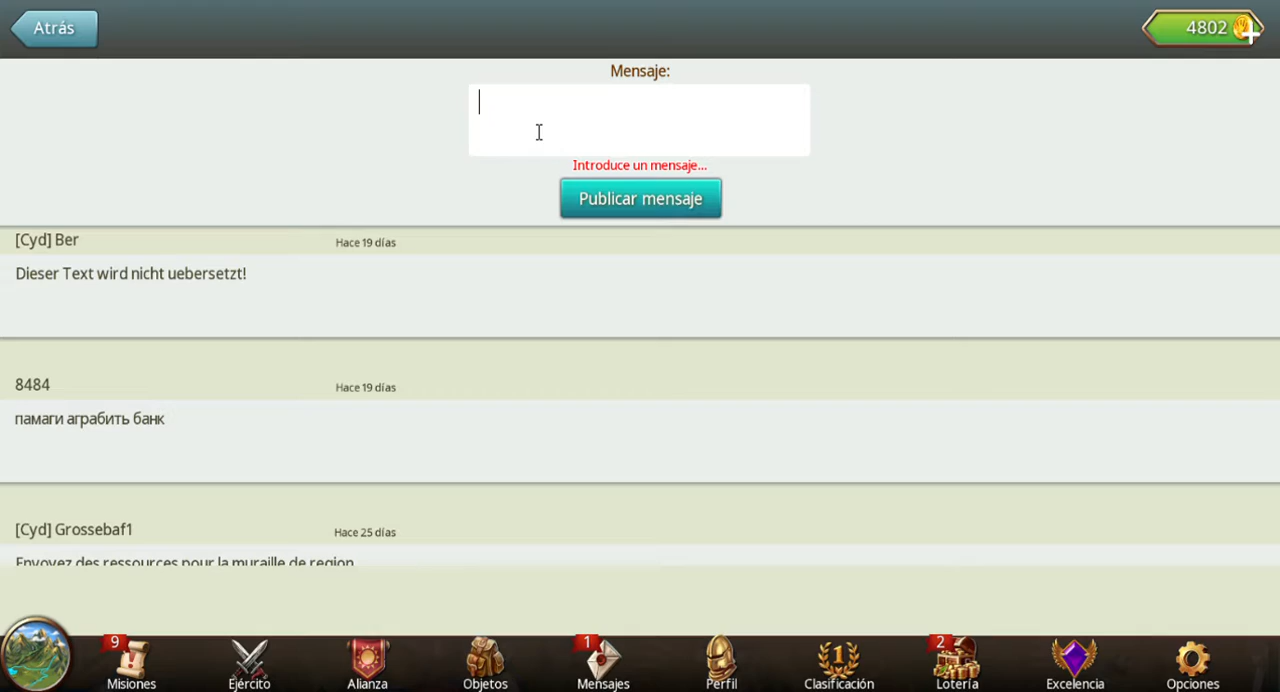 Atrás
4802
Mensaje:
Introduce un mensaje...
Publicar mensaje
[Cyd] Ber Hace 19 días
Dieser Text wird nicht uebersetzt!
8484 Hace 19 días
памаги аграбить банк
[Cyd] Grossebaf1 Hace 25 días
Envoyez des ressources pour la muraille de region
9 1 2
Misiones Ejército Alianza Objetos Mensajes Perfil Clasificación Lotería Excelencia Opciones